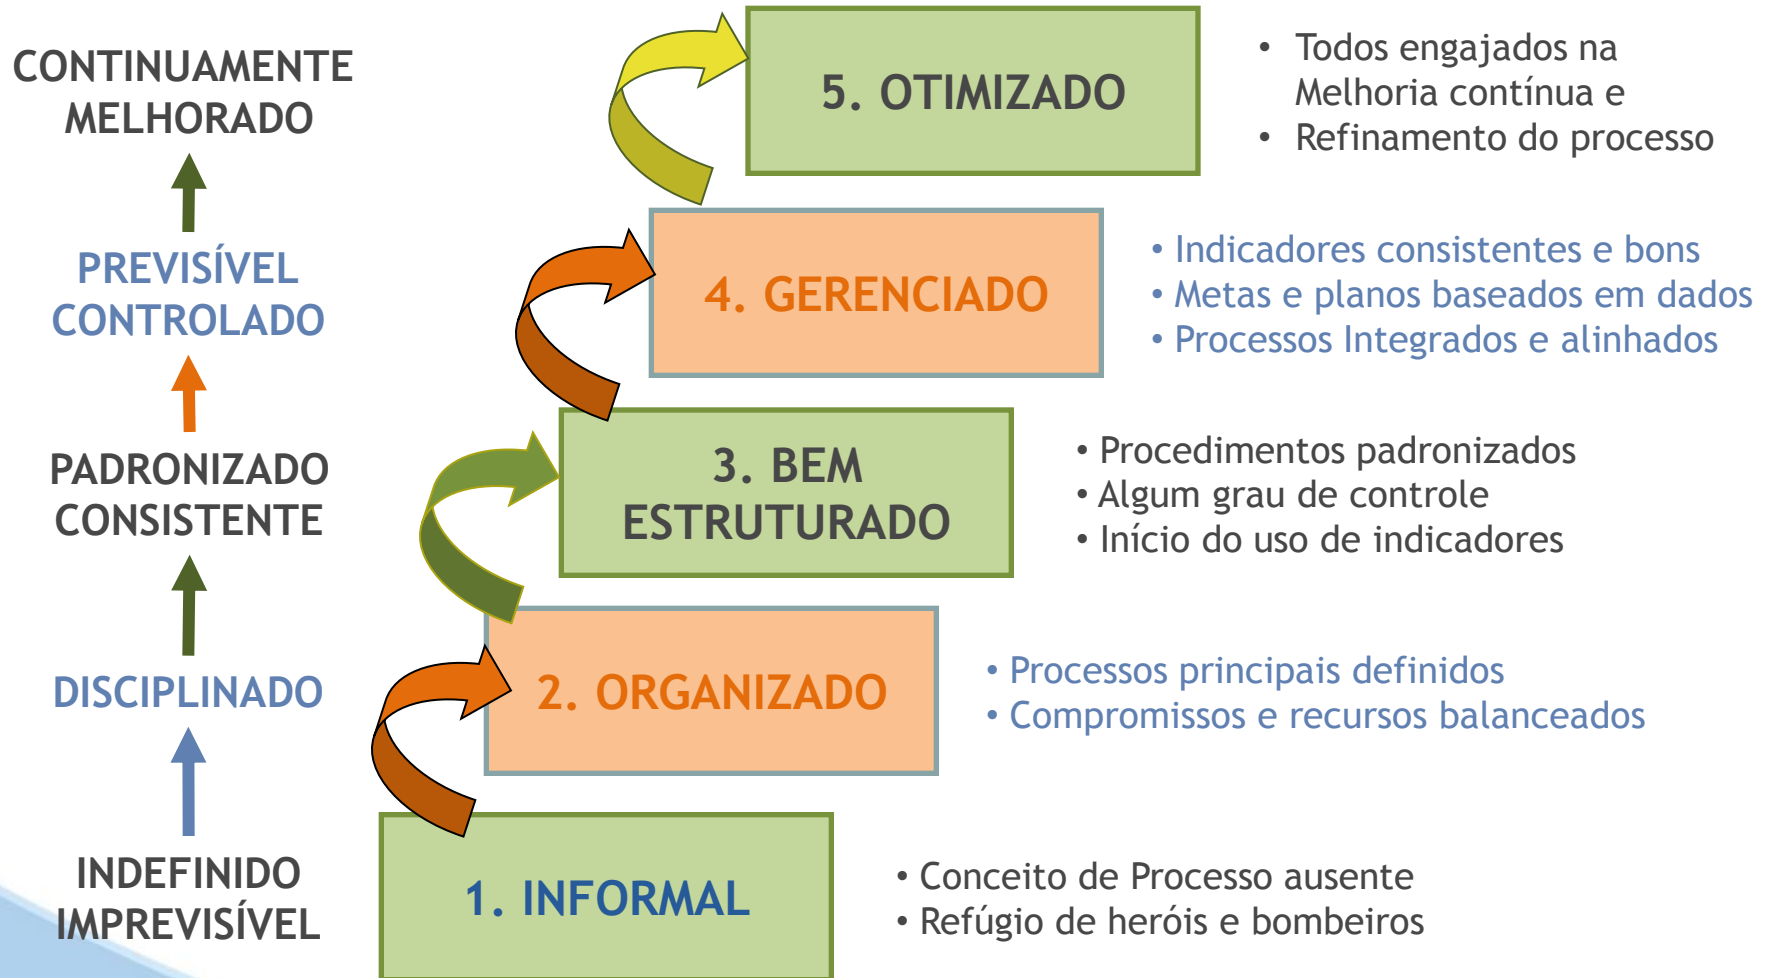 CONTINUAMENTE
MELHORADO
5. OTIMIZADO
• Todos engajados na
Melhoria contínua e
• Refinamento do processo
PREVISÍVEL
CONTROLADO
4. GERENCIADO
• Indicadores consistentes e bons
• Metas e planos baseados em dados
• Processos Integrados e alinhados
PADRONIZADO
CONSISTENTE
3. BEM
ESTRUTURADO
• Procedimentos padronizados
• Algum grau de controle
• Início do uso de indicadores
DISCIPLINADO
2. ORGANIZADO
• Processos principais definidos
• Compromissos e recursos balanceados
INDEFINIDO
IMPREVISÍVEL
1. INFORMAL
• Conceito de Processo ausente
• Refúgio de heróis e bombeiros